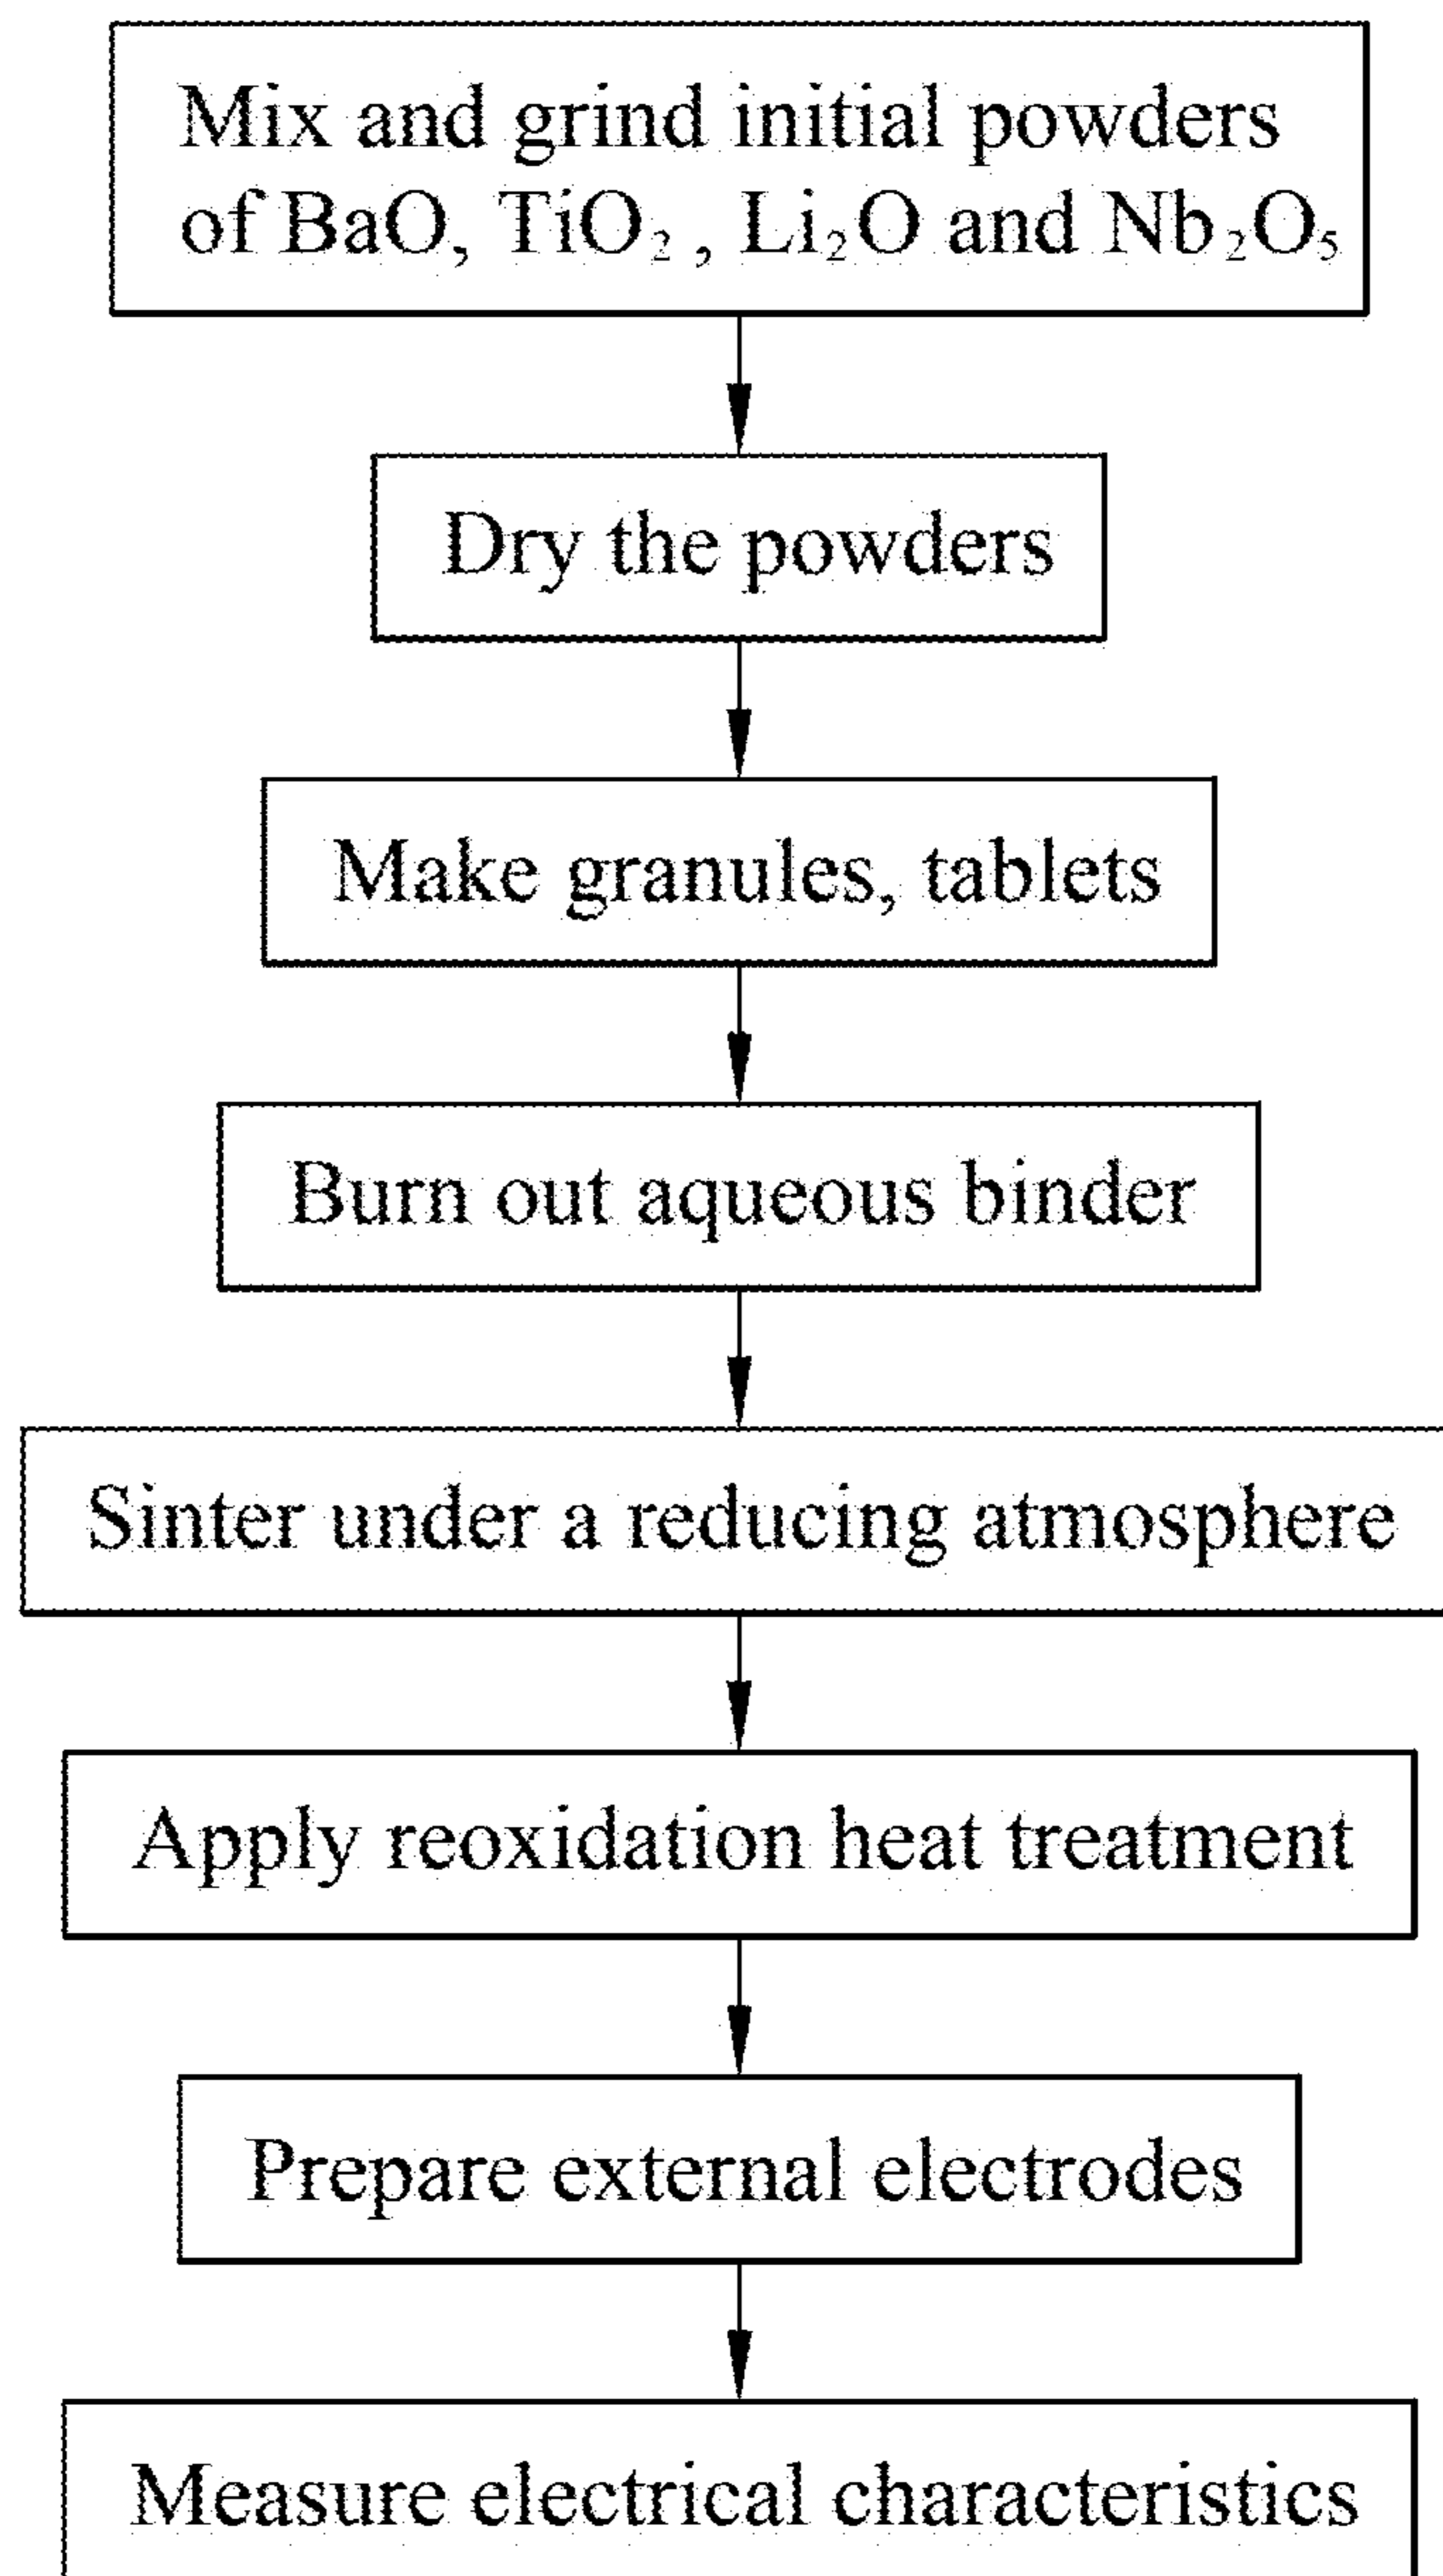 Mix and grind initial powders
of BaO, TiO₂ , Li₂O and Nb₂O₅
Dry the powders
Make granules, tablets
Burn out aqueous binder
Sinter under a reducing atmosphere
Apply reoxidation heat treatment
Prepare external electrodes
Measure electrical characteristics